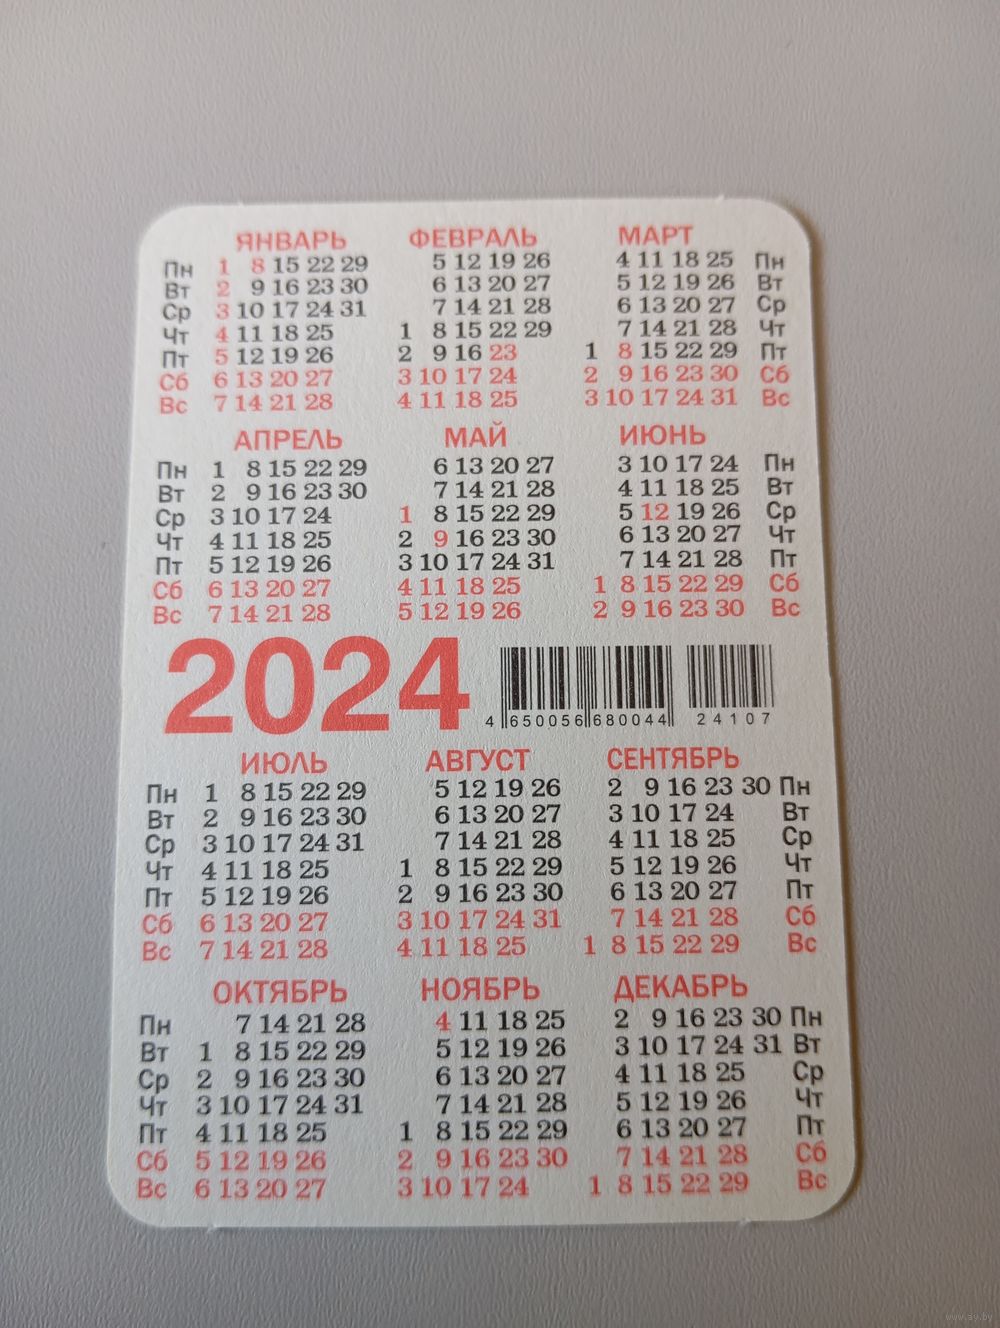 ЯНВАРЬ ФЕВРАЛЬ МАРТ
Пн 1 8 15 22 29 5 12 19 26 4 11 18 25 Пн
Вт 2 9 16 23 30 6 13 20 27 5 12 19 26 Вт
Ср 3 10 17 24 31 7 14 21 28 6 13 20 27 Ср
Чт 4 11 18 25 1 8 15 22 29 7 14 21 28 Чт
Пт 5 12 19 26 2 9 16 23 1 8 15 22 29 Пт
Сб 6 13 20 27 3 10 17 24 2 9 16 23 30 Сб
Вс 7 14 21 28 4 11 18 25 3 10 17 24 31 Вс
АПРЕЛЬ МАЙ ИЮНЬ
Пн 1 8 15 22 29 6 13 20 27 3 10 17 24 Пн
Вт 2 9 16 23 30 7 14 21 28 4 11 18 25 Вт
Ср 3 10 17 24 1 8 15 22 29 5 12 19 26 Ср
Чт 4 11 18 25 2 9 16 23 30 6 13 20 27 Чт
Пт 5 12 19 26 3 10 17 24 31 7 14 21 28 Пт
Сб 6 13 20 27 4 11 18 25 1 8 15 22 29 Сб
Вс 7 14 21 28 5 12 19 26 2 9 16 23 30 Вс
2024 4 650056 680044 24107
ИЮЛЬ АВГУСТ СЕНТЯБРЬ
Пн 1 8 15 22 29 5 12 19 26 2 9 16 23 30 Пн
Вт 2 9 16 23 30 6 13 20 27 3 10 17 24 Вт
Ср 3 10 17 24 31 7 14 21 28 4 11 18 25 Ср
Чт 4 11 18 25 1 8 15 22 29 5 12 19 26 Чт
Пт 5 12 19 26 2 9 16 23 30 6 13 20 27 Пт
Сб 6 13 20 27 3 10 17 24 31 7 14 21 28 Сб
Вс 7 14 21 28 4 11 18 25 1 8 15 22 29 Вс
ОКТЯБРЬ НОЯБРЬ ДЕКАБРЬ
Пн 7 14 21 28 4 11 18 25 2 9 16 23 30 Пн
Вт 1 8 15 22 29 5 12 19 26 3 10 17 24 31 Вт
Ср 2 9 16 23 30 6 13 20 27 4 11 18 25 Ср
Чт 3 10 17 24 31 7 14 21 28 5 12 19 26 Чт
Пт 4 11 18 25 1 8 15 22 29 6 13 20 27 Пт
Сб 5 12 19 26 2 9 16 23 30 7 14 21 28 Сб
Вс 6 13 20 27 3 10 17 24 1 8 15 22 29 Вс
www.ay.by